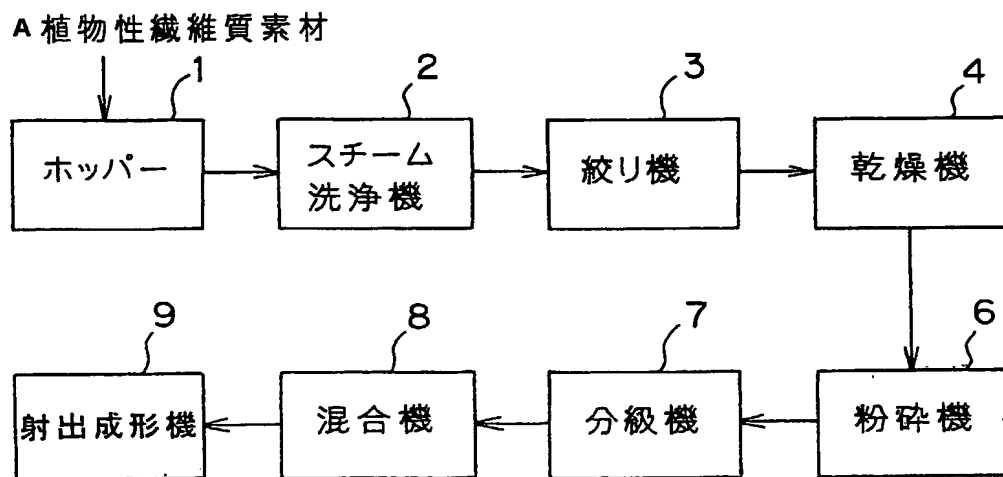 A 植物性繊維質素材
1
2
3
4
ホッパー
スチーム
洗浄機
絞り機
乾燥機
9
8
7
6
射出成形機
混合機
分級機
粉砕機